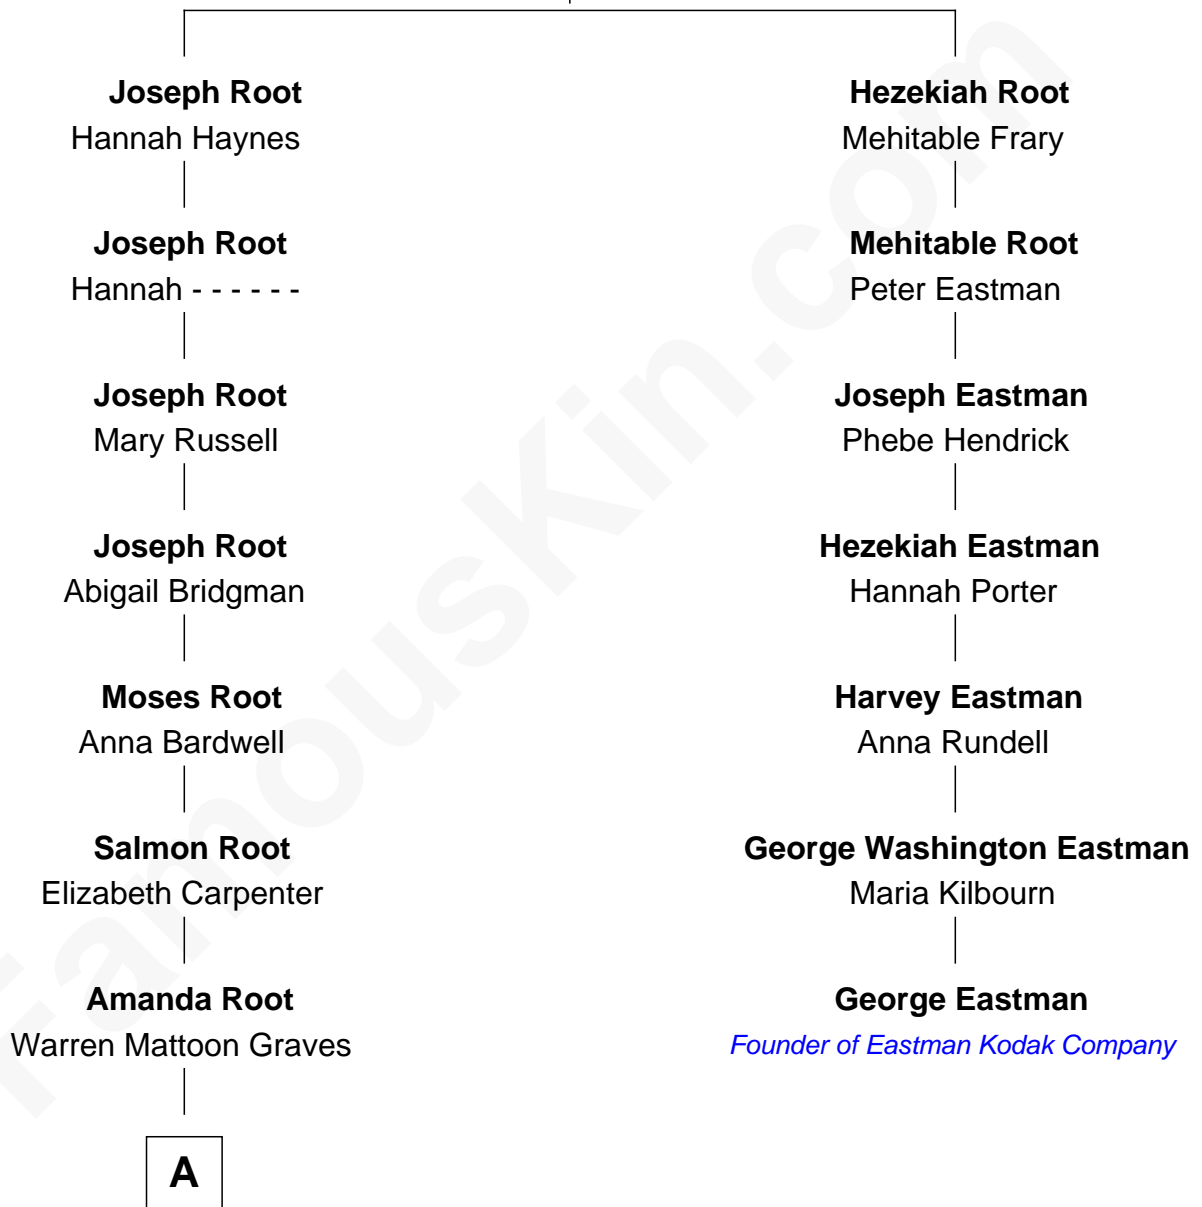 Joseph Root
Hannah Haynes
Joseph Root
Hannah - - - - - -
Joseph Root
Mary Russell
Joseph Root
Abigail Bridgman
Moses Root
Anna Bardwell
Salmon Root
Elizabeth Carpenter
Amanda Root
Warren Mattoon Graves
A
Hezekiah Root
Mehitable Frary
Mehitable Root
Peter Eastman
Joseph Eastman
Phebe Hendrick
Hezekiah Eastman
Hannah Porter
Harvey Eastman
Anna Rundell
George Washington Eastman
Maria Kilbourn
George Eastman
Founder of Eastman Kodak Company
FamousKin.com